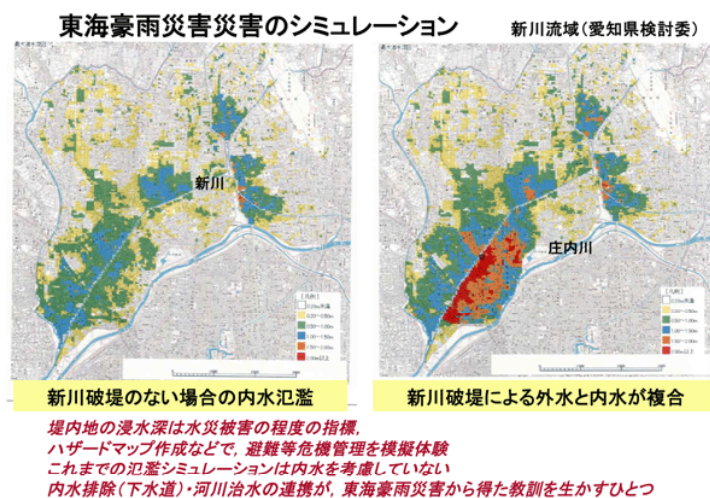 東海豪雨災害災害のシミュレーション
新川流域(愛知県検討委)
新川
庄内川
新川破堤のない場合の内水氾濫
新川破堤による外水と内水が複合
堤内地の浸水深は水災被害の程度の指標，
ハザードマップ作成などで，避難等危機管理を模擬体験
これまでの氾濫シミュレーションは内水を考慮していない
内水排除(下水道)・河川治水の連携が，東海豪雨災害から得た教訓を生かすひとつ